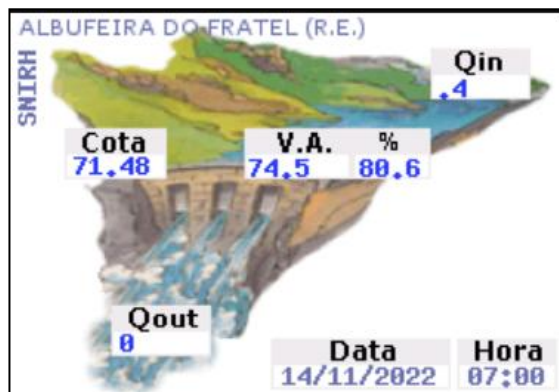 ALBUFEIRA DO FRATEL (R.E.)
SNIRH
Qin
.4
Cota
71.48
V.A. %
74.5 80.6
Qout
0
Data Hora
14/11/2022 07:00